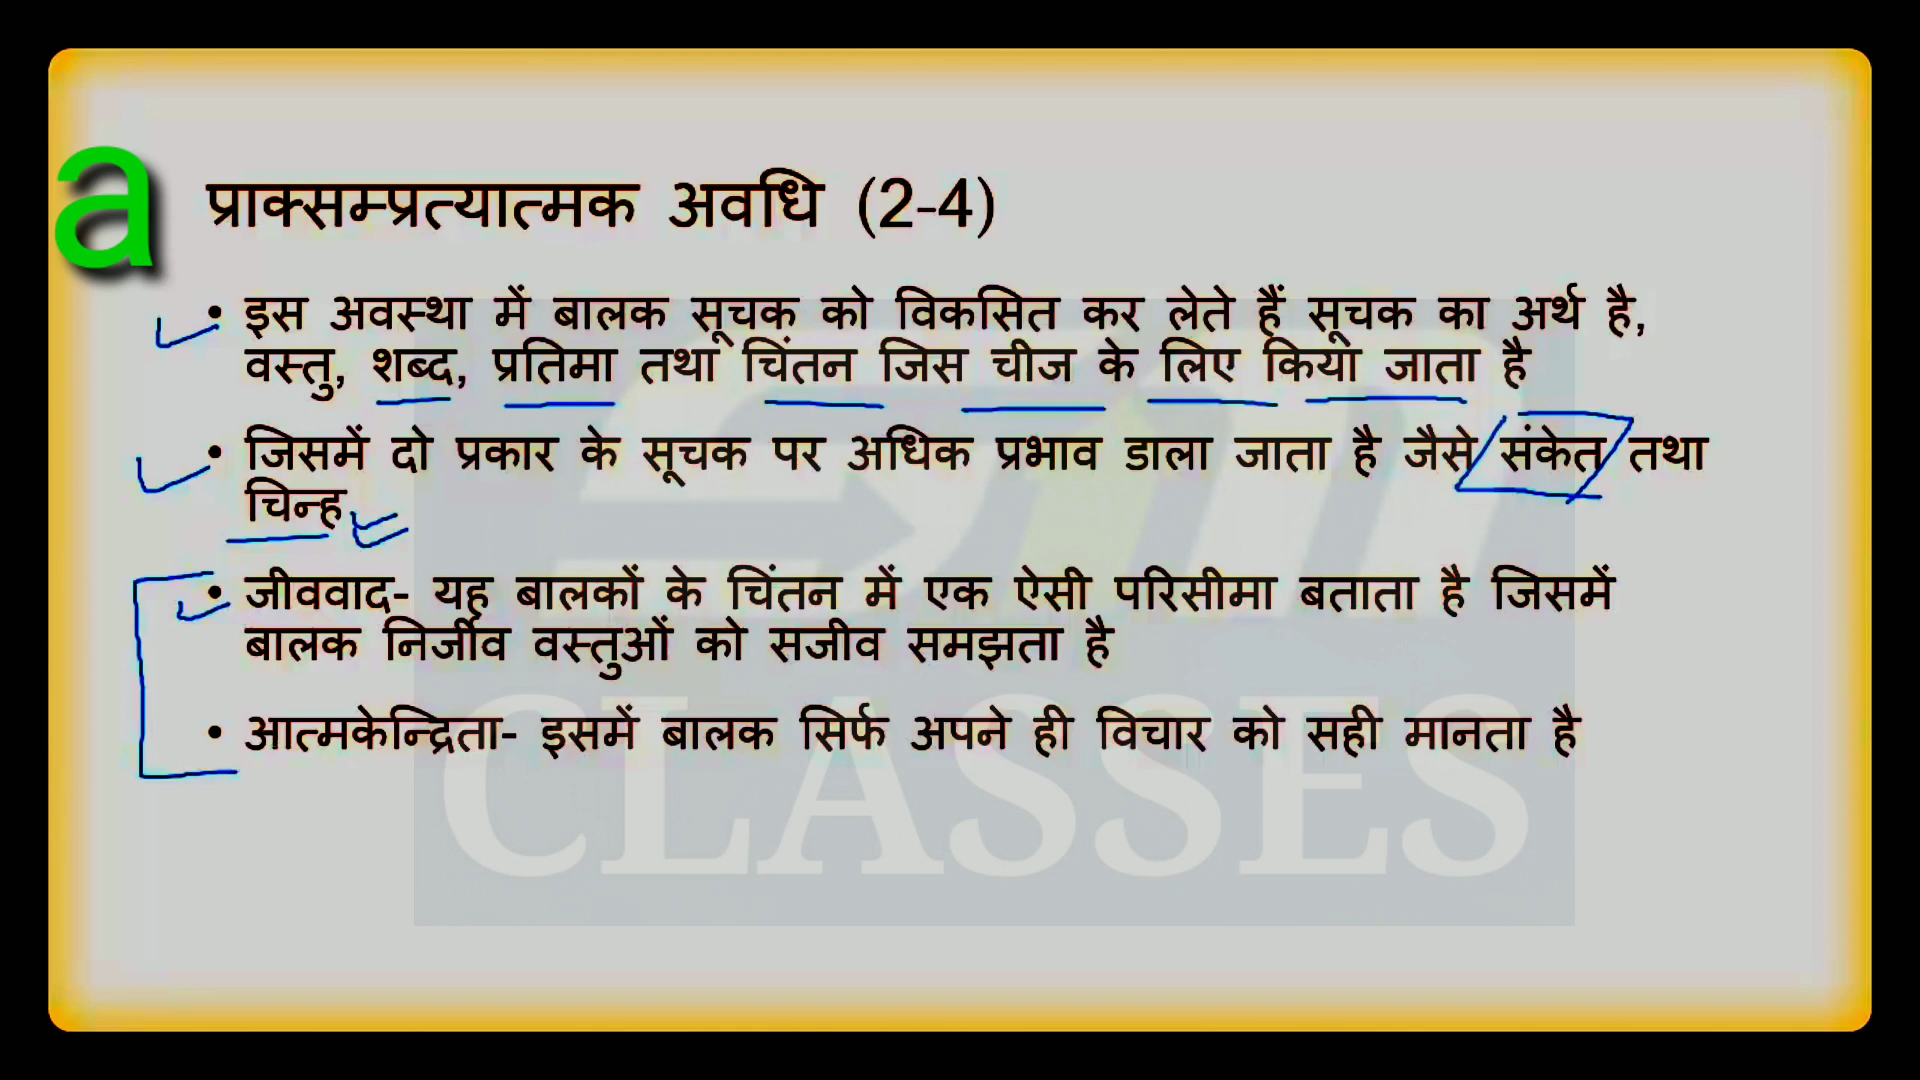 a
प्राक्सम्प्रत्यात्मक अवधि (2-4)
• इस अवस्था में बालक सूचक को विकसित कर लेते हैं सूचक का अर्थ है,
वस्तु, शब्द, प्रतिमा तथा चिंतन जिस चीज के लिए किया जाता है
• जिसमें दो प्रकार के सूचक पर अधिक प्रभाव डाला जाता है जैसे संकेत तथा
चिन्ह
• जीववाद- यह बालकों के चिंतन में एक ऐसी परिसीमा बताता है जिसमें
बालक निर्जीव वस्तुओं को सजीव समझता है
• आत्मकेन्द्रिता- इसमें बालक सिर्फ अपने ही विचार को सही मानता है
CLASSES